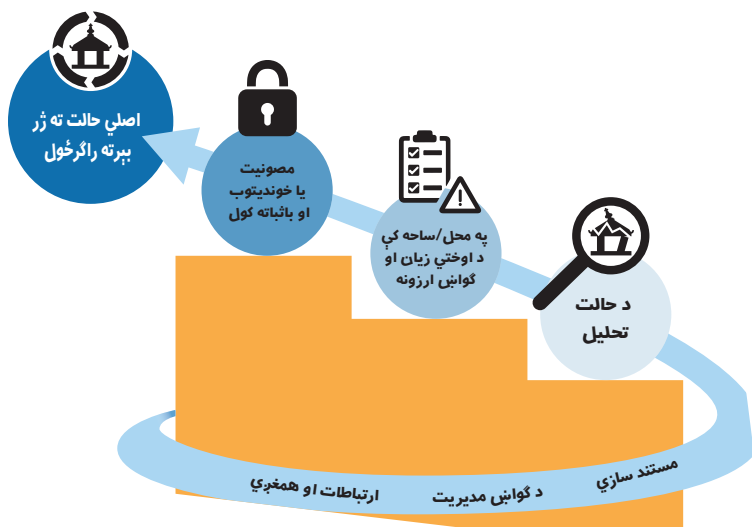 د حالت
تحلیل
په محل/ساحه کې
د اوختي زیان او
ګواښ ارزونه
مصونیت
یا خوندیتوب
او باثباته کول
اصلي حالت ته ژر
بېرته راګرځول
مستند سازي
د ګواښ مدیریت
ارتباطات او همغږي